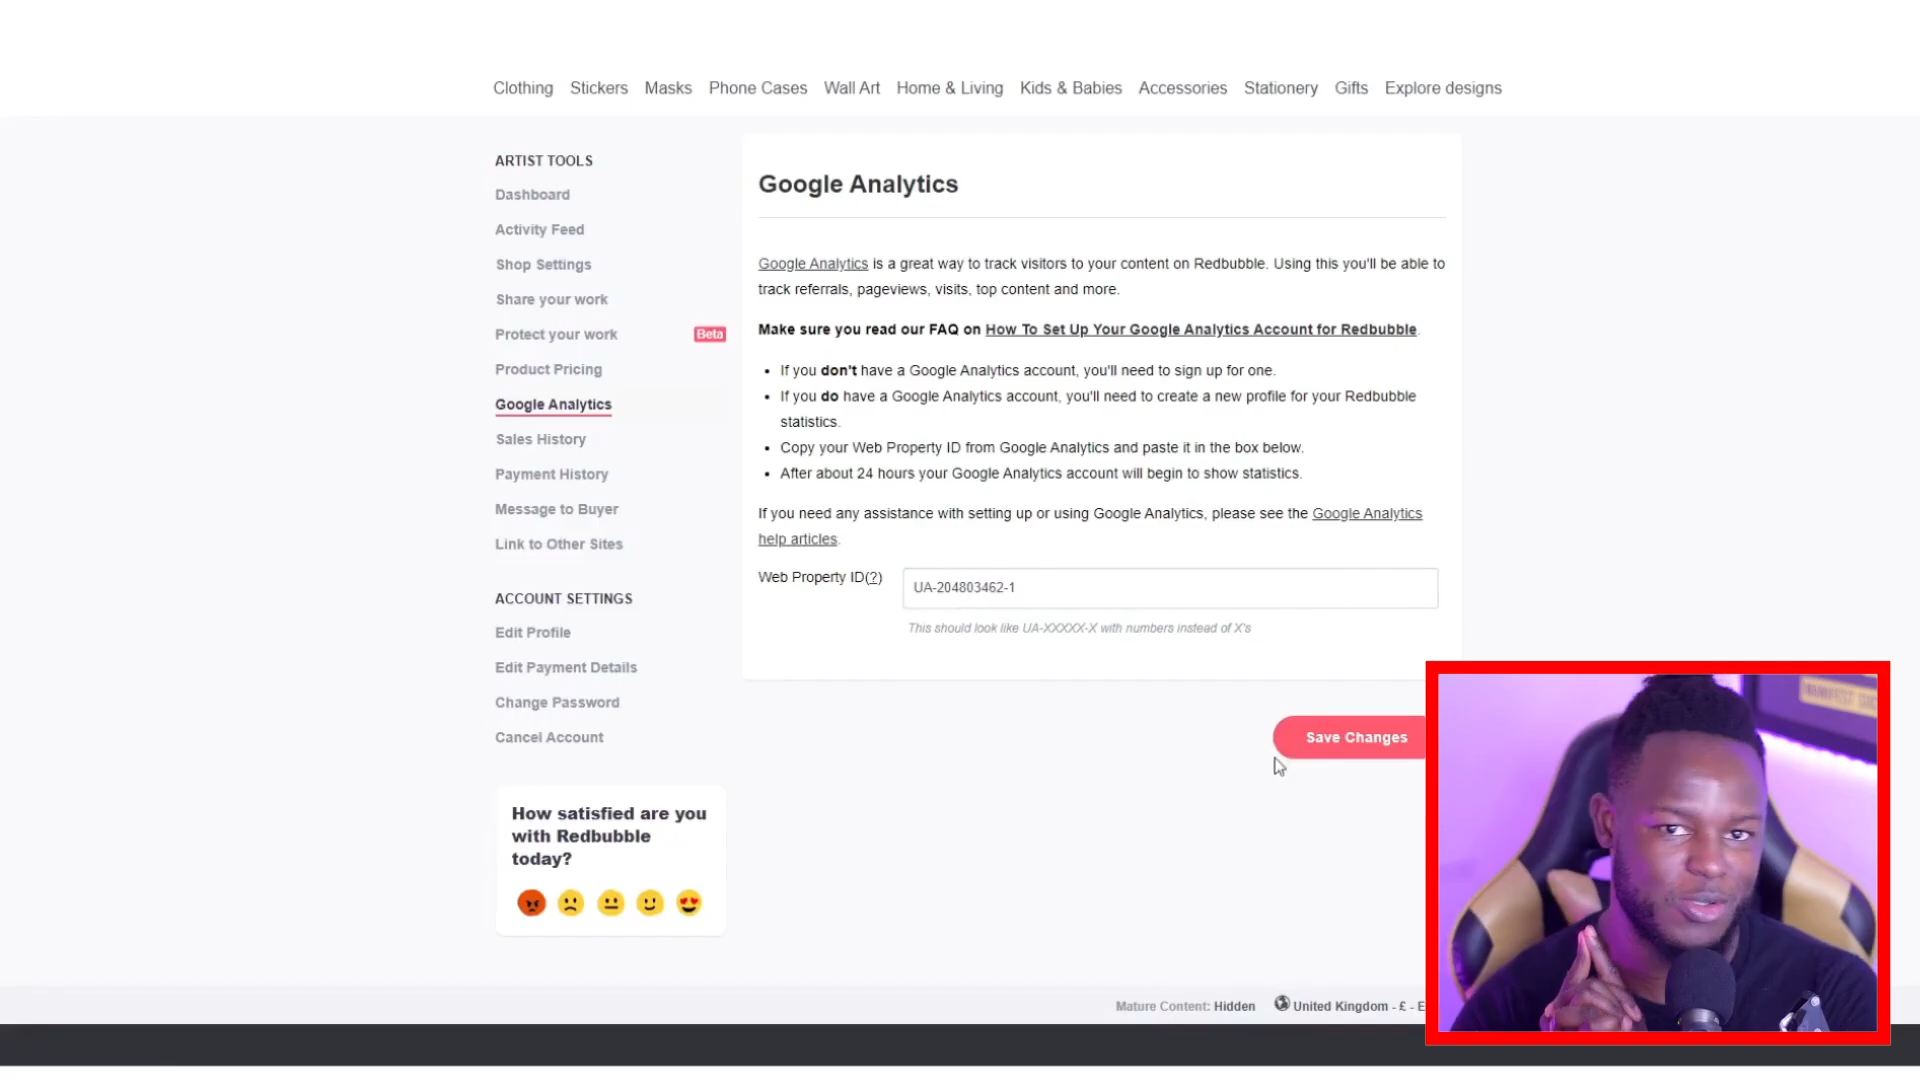 Clothing Stickers Masks Phone Cases Wall Art Home & Living Kids & Babies Accessories Stationery Gifts Explore designs
ARTIST TOOLS
Dashboard
Activity Feed
Shop Settings
Share your work
Protect your work Beta
Product Pricing
Google Analytics
Sales History
Payment History
Message to Buyer
Link to Other Sites
ACCOUNT SETTINGS
Edit Profile
Edit Payment Details
Change Password
Cancel Account
How satisfied are you
with Redbubble
today?
Google Analytics
Google Analytics is a great way to track visitors to your content on Redbubble. Using this you'll be able to
track referrals, pageviews, visits, top content and more.
Make sure you read our FAQ on How To Set Up Your Google Analytics Account for Redbubble.
• If you don't have a Google Analytics account, you'll need to sign up for one.
• If you do have a Google Analytics account, you'll need to create a new profile for your Redbubble
statistics.
• Copy your Web Property ID from Google Analytics and paste it in the box below.
• After about 24 hours your Google Analytics account will begin to show statistics.
If you need any assistance with setting up or using Google Analytics, please see the Google Analytics
help articles.
Web Property ID(?) UA-204803462-1
This should look like UA-XXXXX-X with numbers instead of X's
Save Changes
Mature Content: Hidden United Kingdom - £ - E